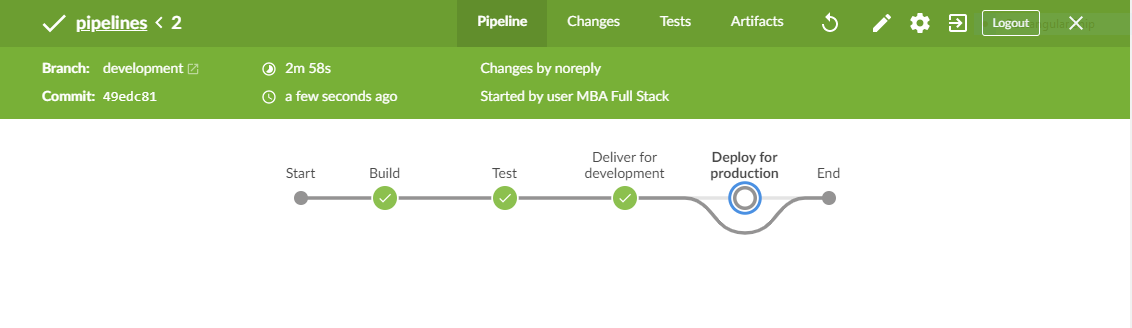 pipelines < 2
Pipeline Changes Tests Artifacts Logout
Branch: development 2m 58s Changes by noreply
Commit: 49edc81 a few seconds ago Started by user MBA Full Stack
Start Build Test Deliver for development Deploy for production End